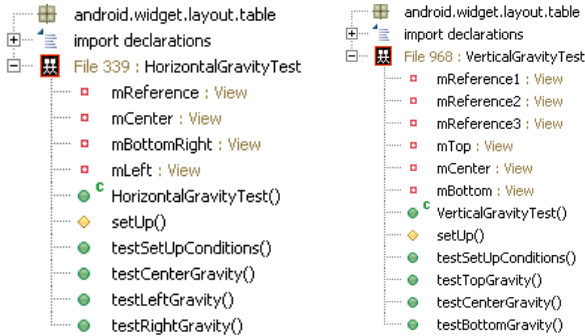 android.widget.layout.table
import declarations
File 339 : HorizontalGravityTest
mReference : View
mCenter : View
mBottomRight : View
mLeft : View
C HorizontalGravityTest()
setUp()
testSetUpConditions()
testCenterGravity()
testLeftGravity()
testRightGravity()
android.widget.layout.table
import declarations
File 968 : VerticalGravityTest
mReference1 : View
mReference2 : View
mReference3 : View
mTop : View
mCenter : View
mBottom : View
C VerticalGravityTest()
setUp()
testSetUpConditions()
testTopGravity()
testCenterGravity()
testBottomGravity()